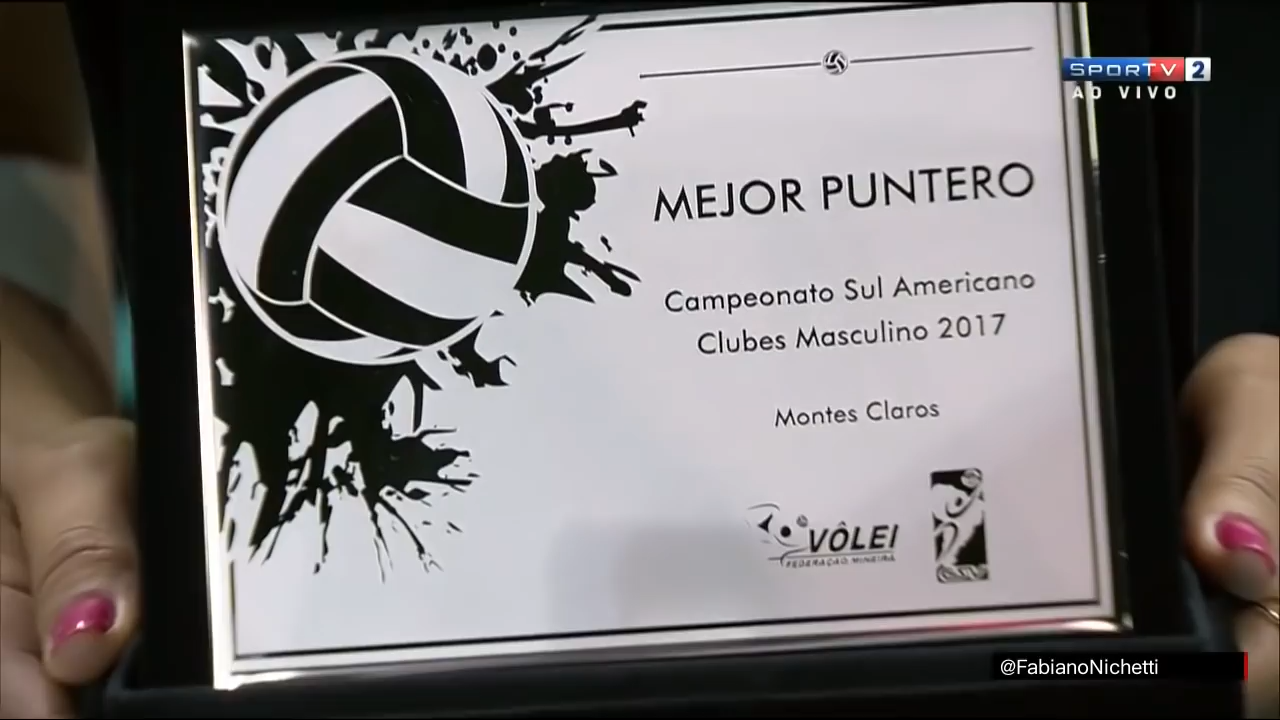 SPORTV 2
AO VIVO
MEJOR PUNTERO
Campeonato Sul Americano
Clubes Masculino 2017
Montes Claros
VÔLEI
FEDERAÇÃO MINEIRA
@FabianoNichetti